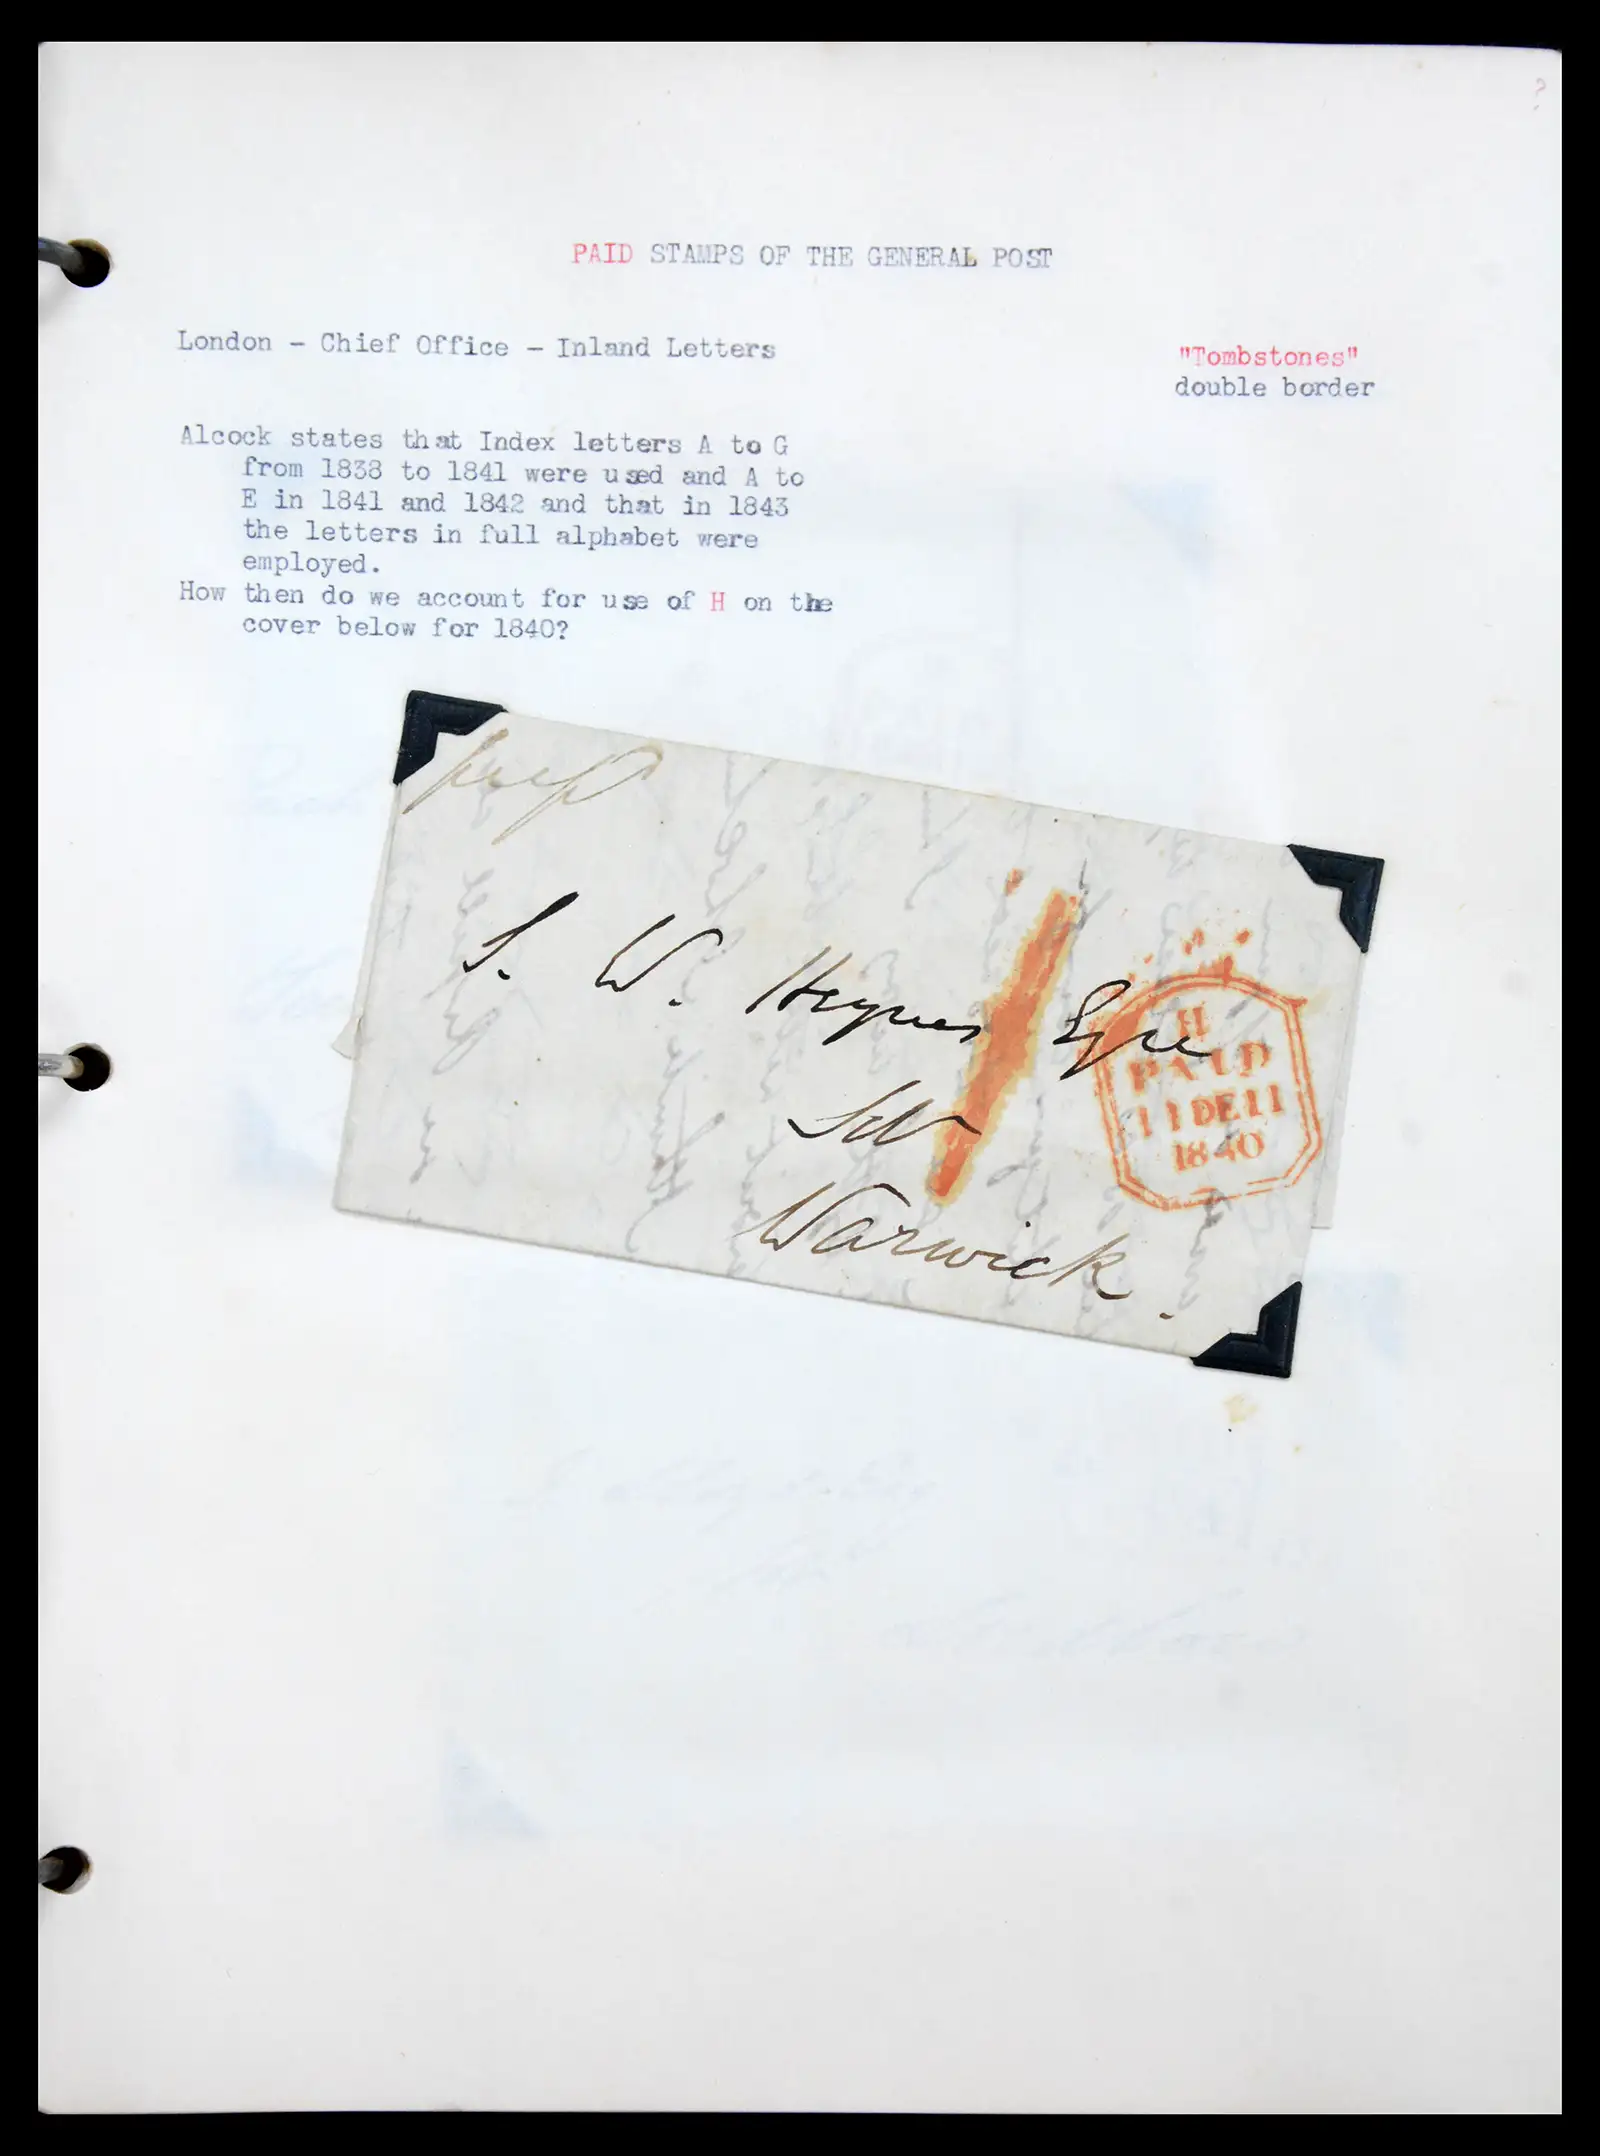 PAID STAMPS OF THE GENERAL POST
London - Chief Office - Inland Letters
"Tombstones"
double border
Alcock states that Index letters A to G
from 1838 to 1841 were used and A to
E in 1841 and 1842 and that in 1843
the letters in full alphabet were
employed.
How then do we account for use of H on the
cover below for 1840?
S. W. Haynes Esqre
Warwick.
H
PAID
11 DE 11
1840
?